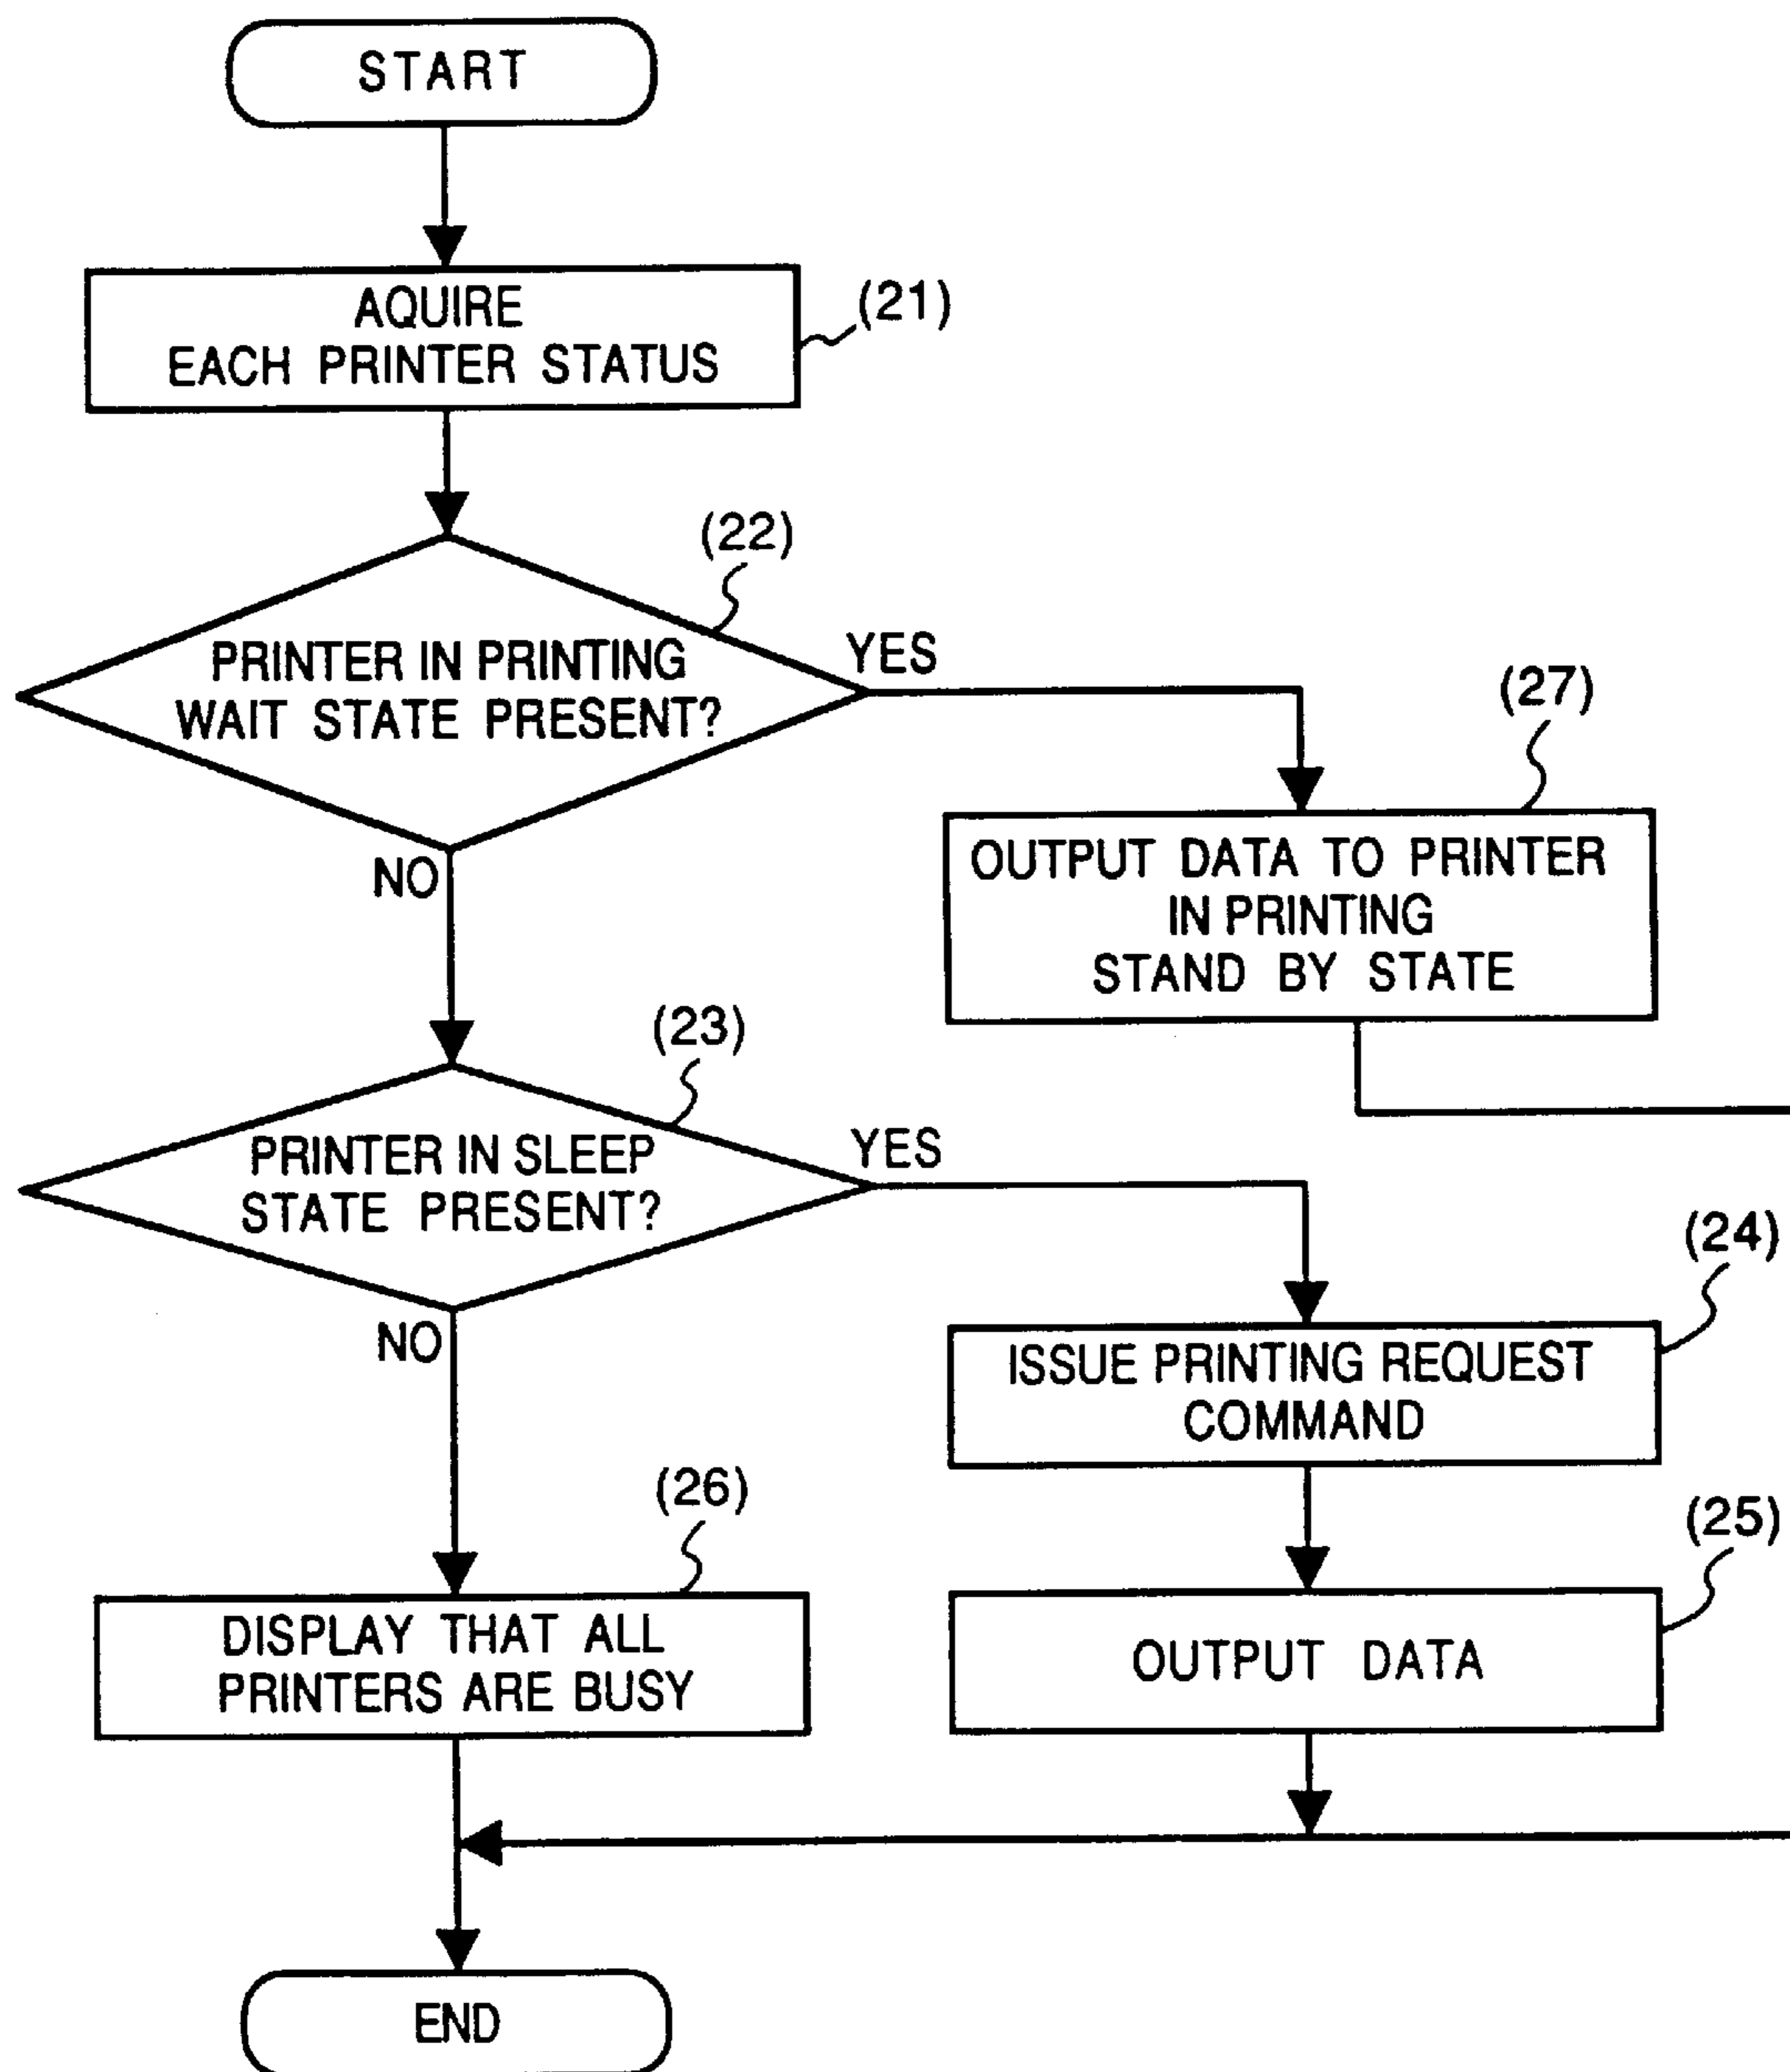 START
AQUIRE
EACH PRINTER STATUS
(21)
(22)
PRINTER IN PRINTING
WAIT STATE PRESENT?
YES
NO
(27)
OUTPUT DATA TO PRINTER
IN PRINTING
STAND BY STATE
(23)
PRINTER IN SLEEP
STATE PRESENT?
YES
NO
(24)
ISSUE PRINTING REQUEST
COMMAND
(26)
DISPLAY THAT ALL
PRINTERS ARE BUSY
(25)
OUTPUT DATA
END